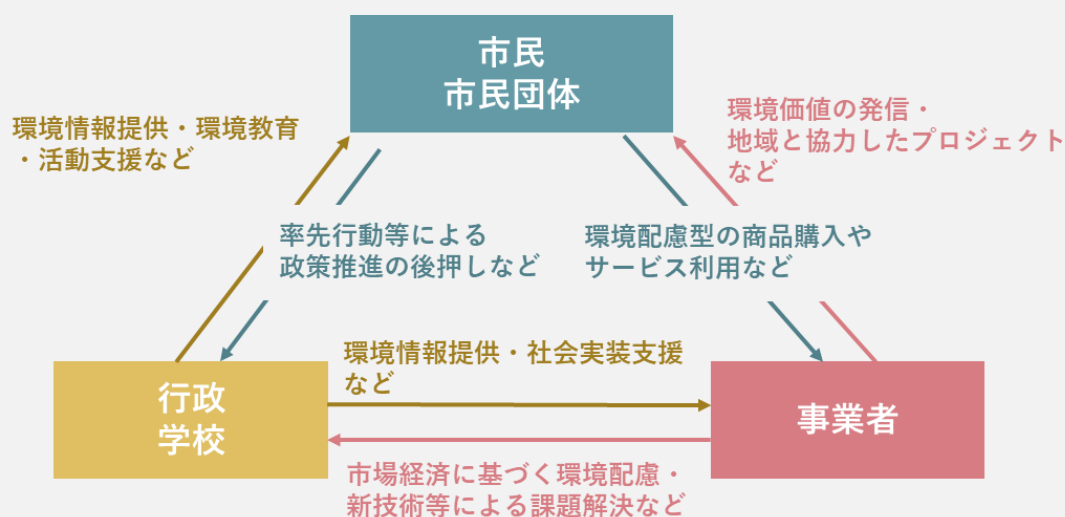 市民
市民団体
環境情報提供・環境教育
・活動支援など
環境価値の発信・
地域と協力したプロジェクト
など
率先行動等による
政策推進の後押しなど
環境配慮型の商品購入や
サービス利用など
環境情報提供・社会実装支援
など
行政
学校
事業者
市場経済に基づく環境配慮・
新技術等による課題解決など